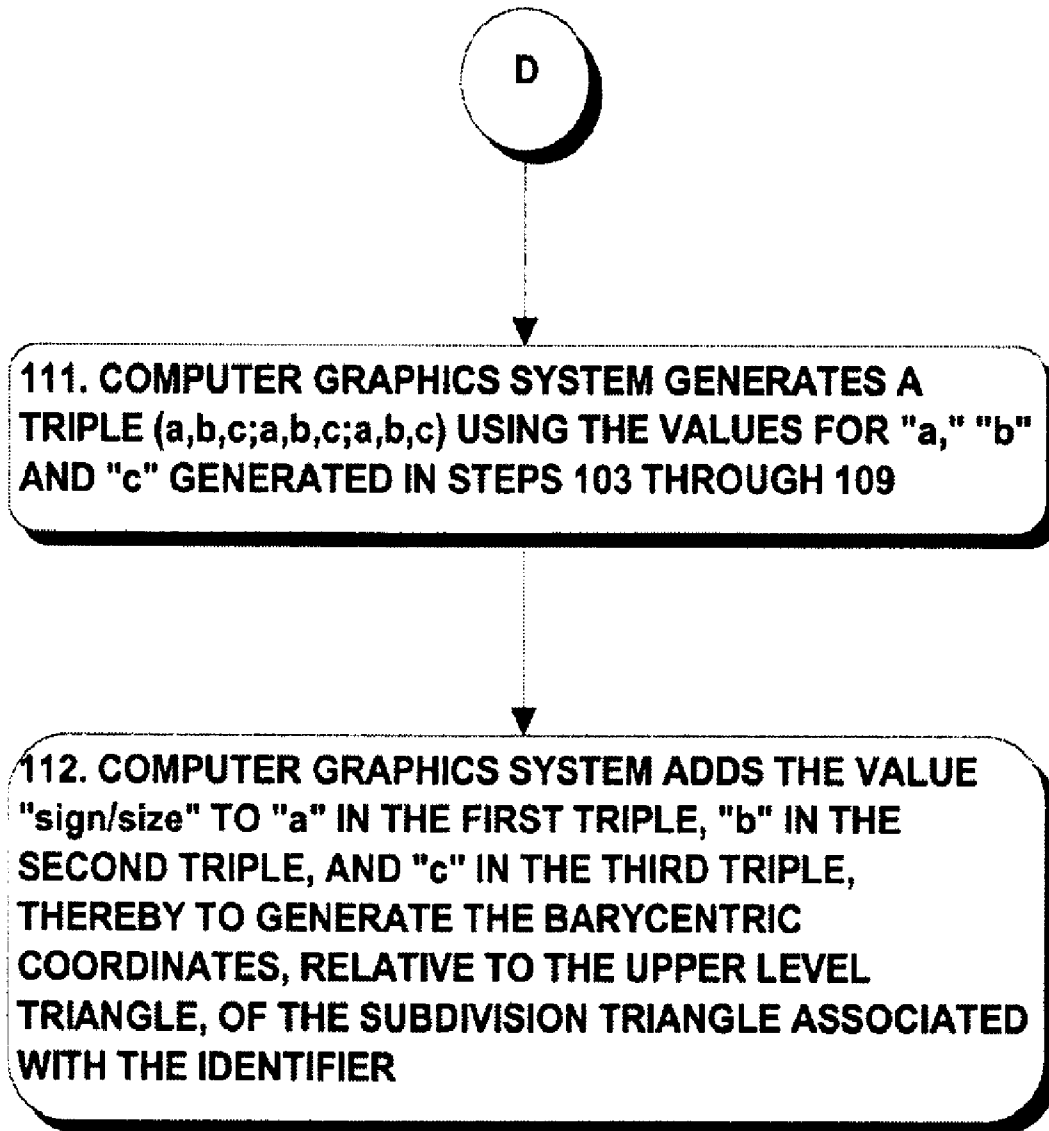 D
111. COMPUTER GRAPHICS SYSTEM GENERATES A
TRIPLE (a,b,c;a,b,c;a,b,c) USING THE VALUES FOR "a," "b"
AND "c" GENERATED IN STEPS 103 THROUGH 109
112. COMPUTER GRAPHICS SYSTEM ADDS THE VALUE
"sign/size" TO "a" IN THE FIRST TRIPLE, "b" IN THE
SECOND TRIPLE, AND "c" IN THE THIRD TRIPLE,
THEREBY TO GENERATE THE BARYCENTRIC
COORDINATES, RELATIVE TO THE UPPER LEVEL
TRIANGLE, OF THE SUBDIVISION TRIANGLE ASSOCIATED
WITH THE IDENTIFIER